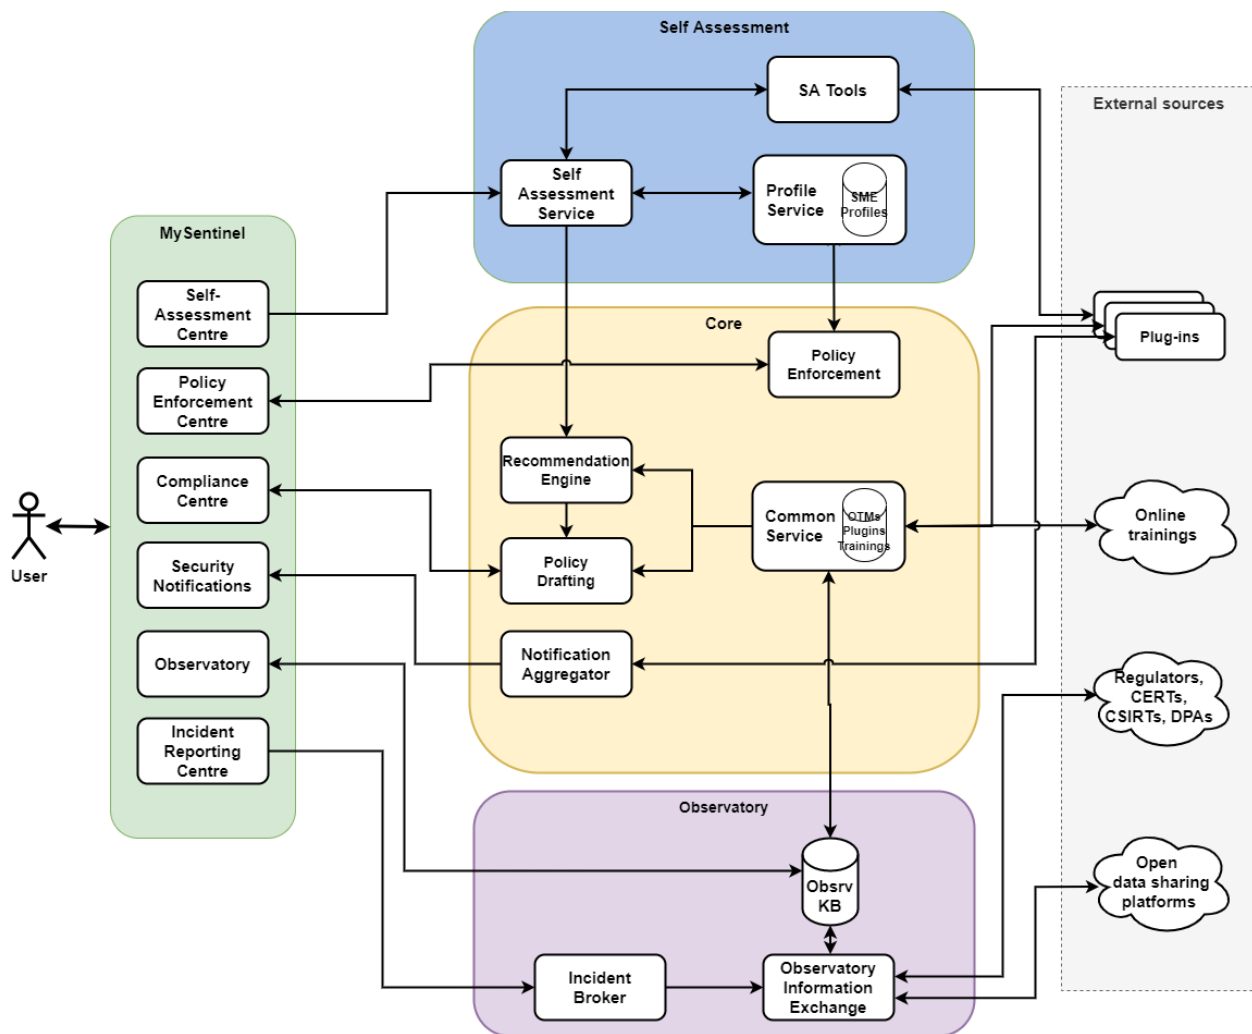 Self Assessment
SA Tools
External sources
Self
Assessment
Service
Profile
Service
SME
Profiles
MySentinel
Self-
Assessment
Centre
Core
Plug-ins
Policy
Enforcement
Policy
Enforcement
Centre
Recommendation
Engine
Compliance
Centre
Common
Service
OTMs
Plugins
Trainings
Online
trainings
User
Security
Notifications
Policy
Drafting
Observatory
Notification
Aggregator
Regulators,
CERTs,
CSIRTs, DPAs
Incident
Reporting
Centre
Observatory
Obsrv
KB
Open
data sharing
platforms
Incident
Broker
Observatory
Information
Exchange